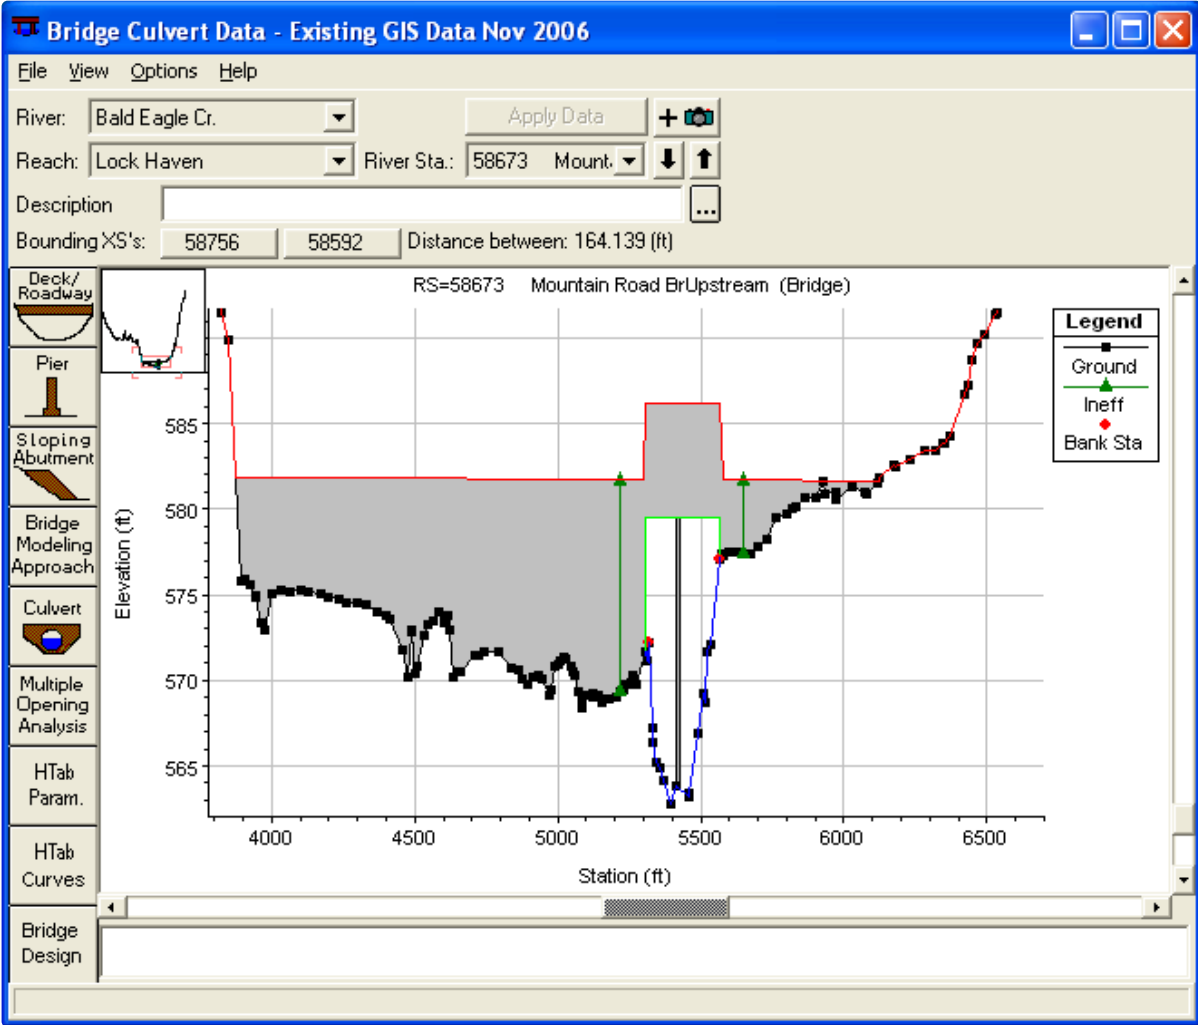 Bridge Culvert Data - Existing GIS Data Nov 2006
File View Options Help
River: Bald Eagle Cr. Apply Data +
Reach: Lock Haven River Sta.: 58673 Mount.
Description ...
Bounding XS's: 58756 58592 Distance between: 164.139 (ft)
Deck/
Roadway
Pier
Sloping
Abutment
Bridge
Modeling
Approach
Culvert
Multiple
Opening
Analysis
HTab
Param.
HTab
Curves
Bridge
Design
RS=58673 Mountain Road BrUpstream (Bridge)
Elevation (ft)
585
580
575
570
565
4000 4500 5000 5500 6000 6500
Station (ft)
Legend
Ground
Ineff
Bank Sta